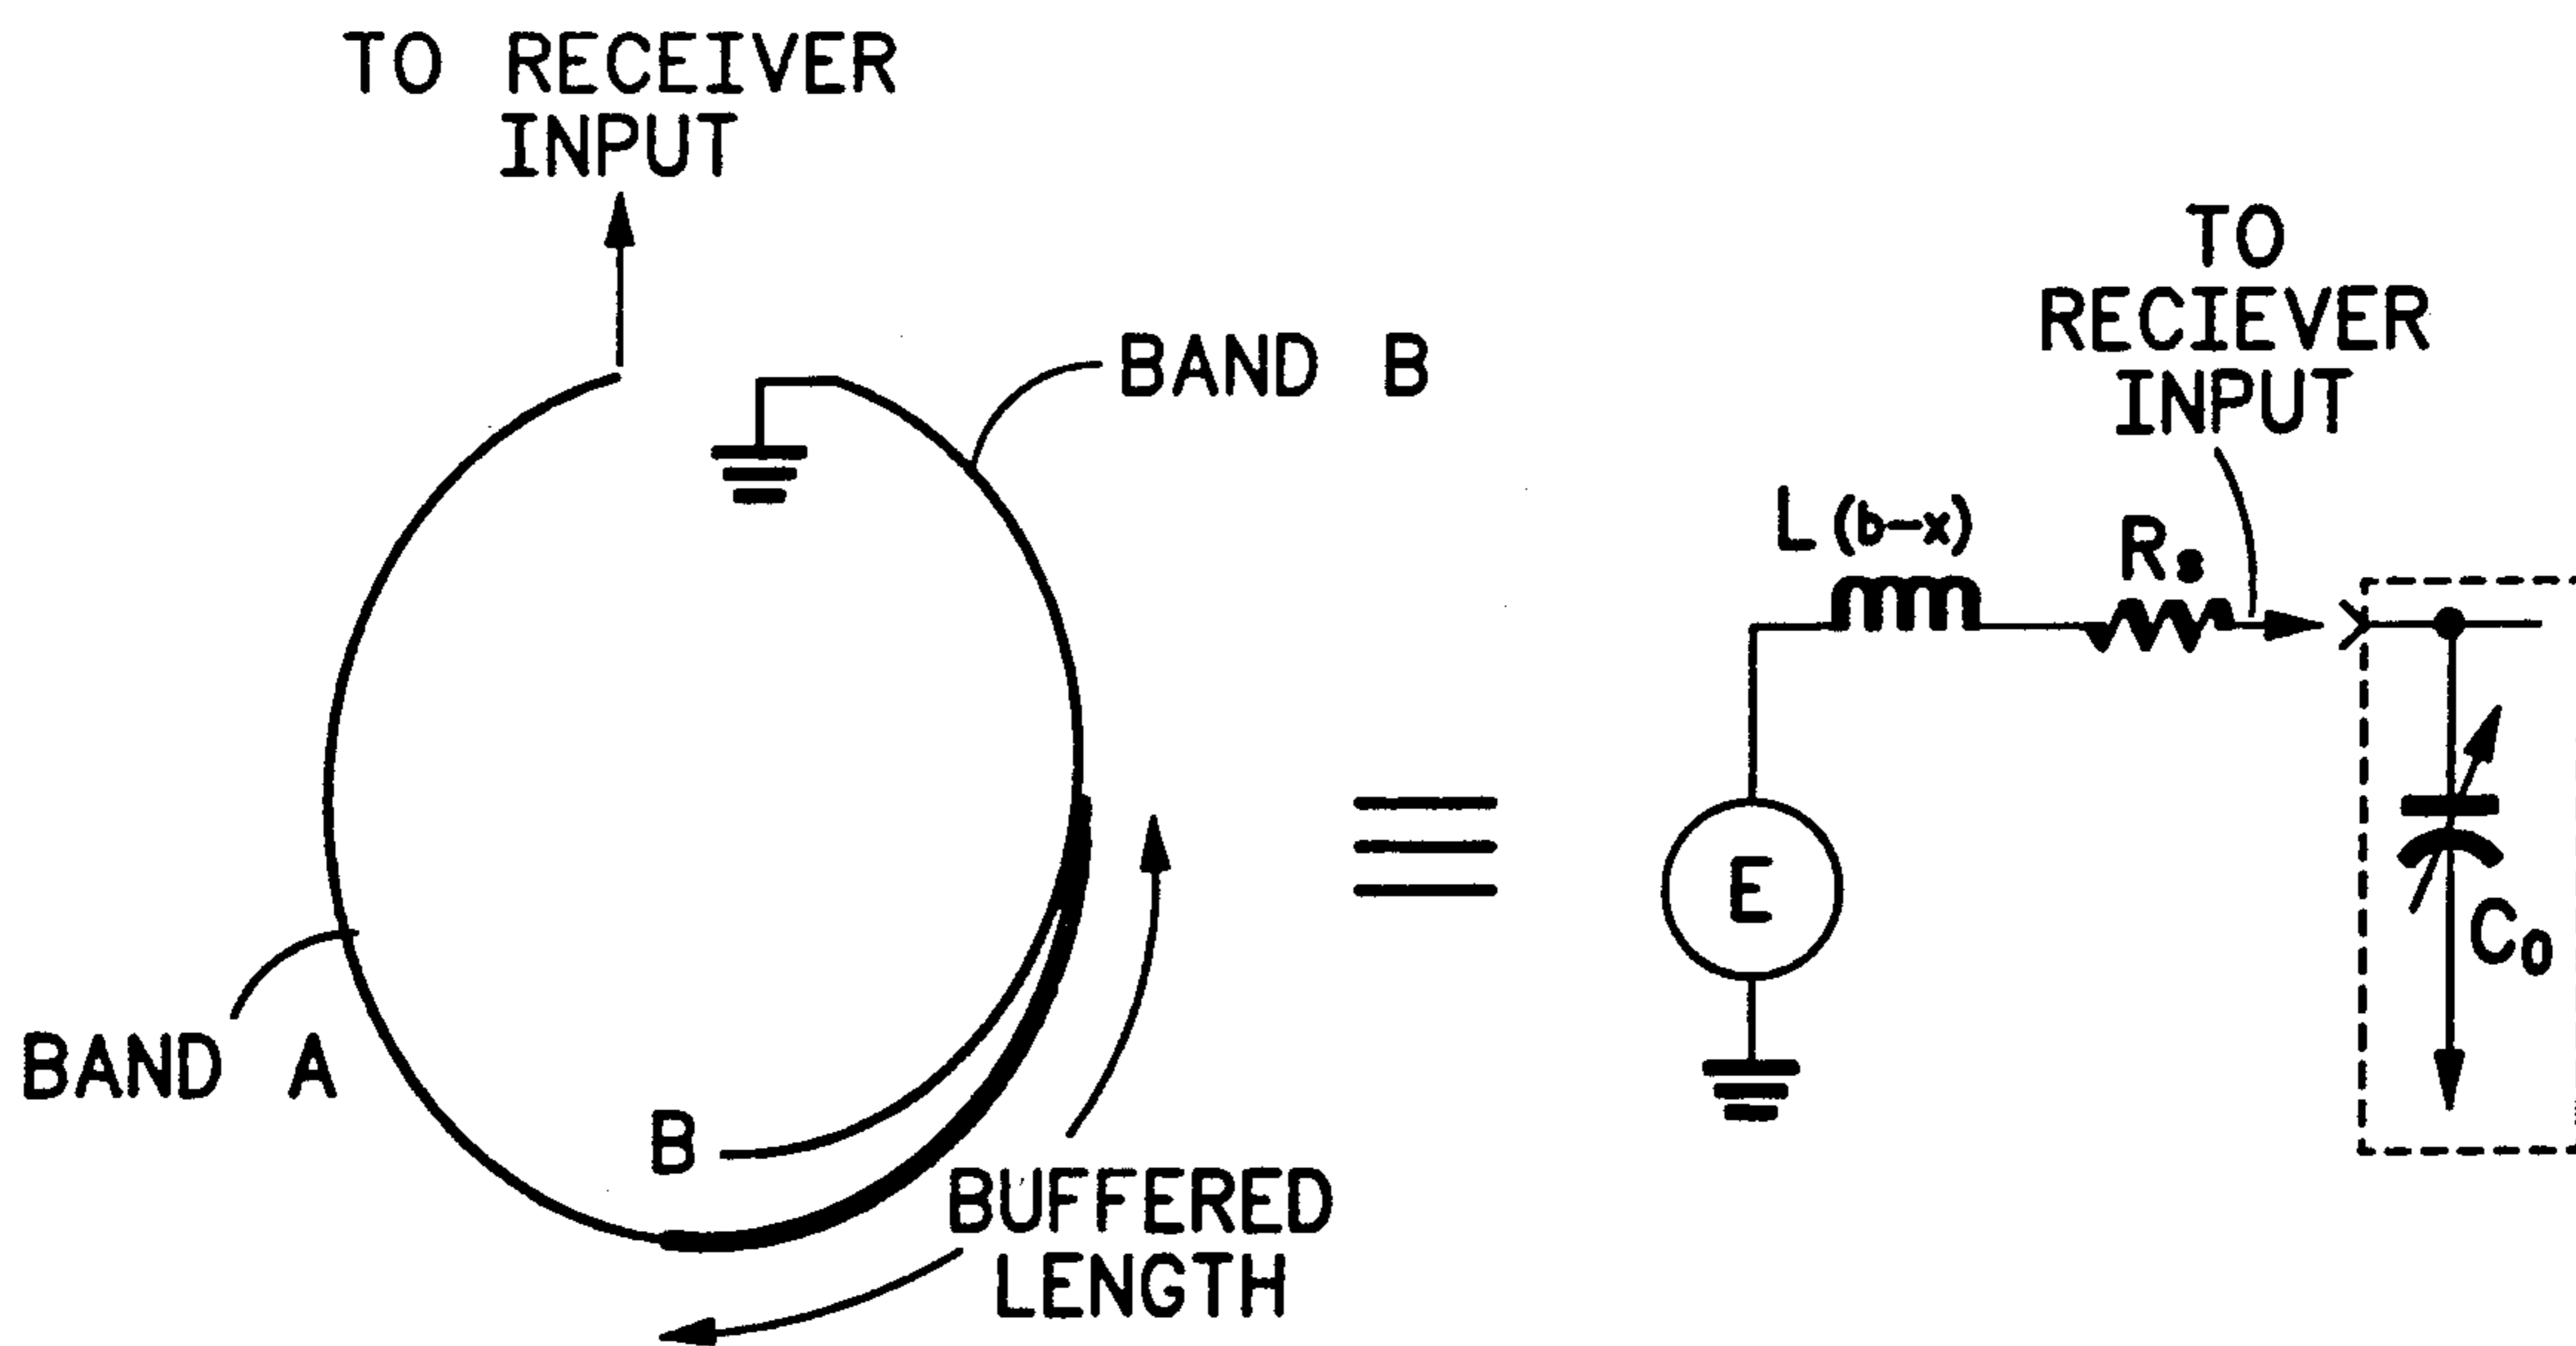 TO RECEIVER
INPUT
BAND B
BAND A
B
BUFFERED
LENGTH
TO
RECIEVER
INPUT
L (b-x)
Rs
E
C0